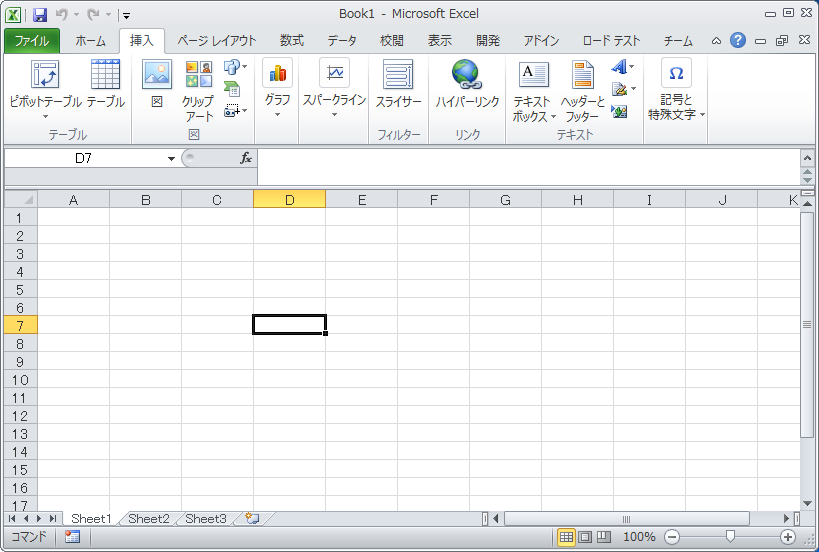 Book1 - Microsoft Excel
ファイル ホーム 挿入 ページ レイアウト 数式 データ 校閲 表示 開発 アドイン ロード テスト チーム
ピボットテーブル テーブル 図 クリップ アート グラフ スパークライン スライサー ハイパーリンク テキスト ボックス ヘッダーと フッター A Ω 記号と 特殊文字
テーブル 図 フィルター リンク テキスト
D7 fx
A B C D E F G H I J K
1
2
3
4
5
6
7
8
9
10
11
12
13
14
15
16
17
Sheet1 Sheet2 Sheet3
コマンド 100%